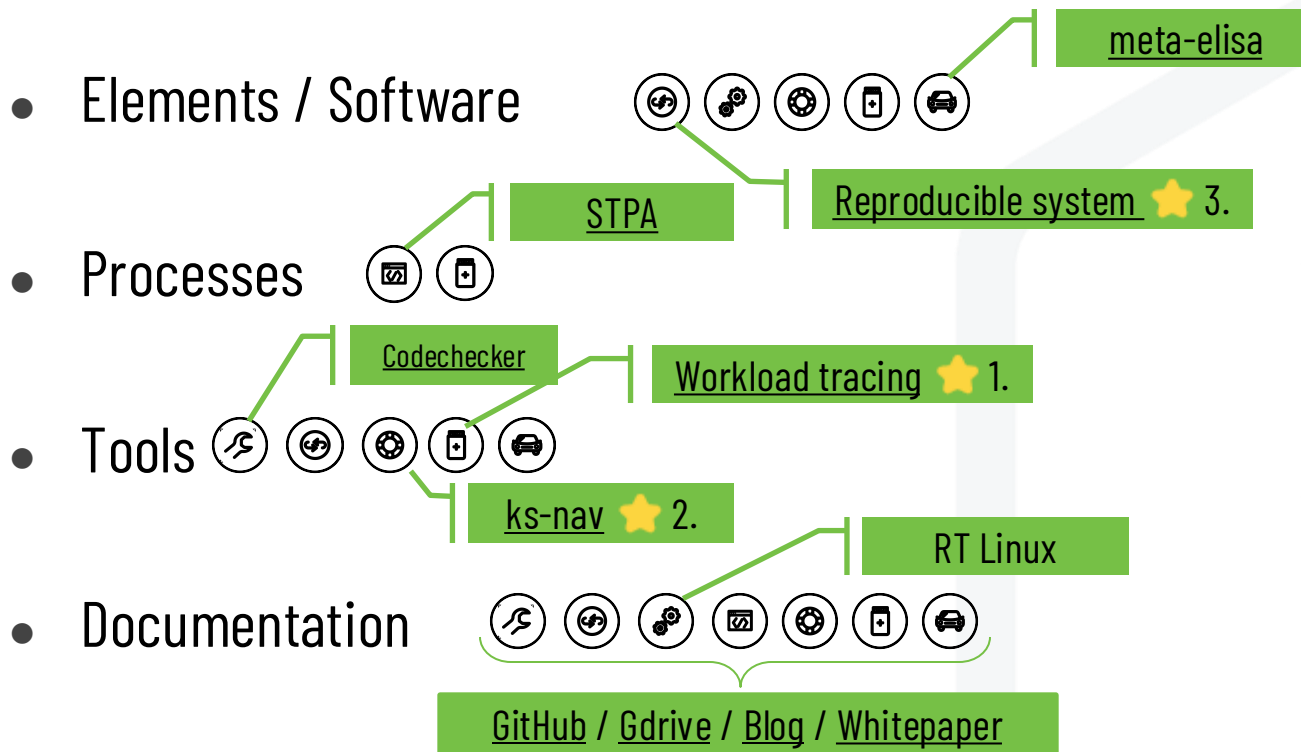 meta-elisa
● Elements / Software
Reproducible system ⭐ 3.
STPA
● Processes
Codechecker
Workload tracing ⭐ 1.
● Tools
ks-nav ⭐ 2.
RT Linux
● Documentation
GitHub / Gdrive / Blog / Whitepaper